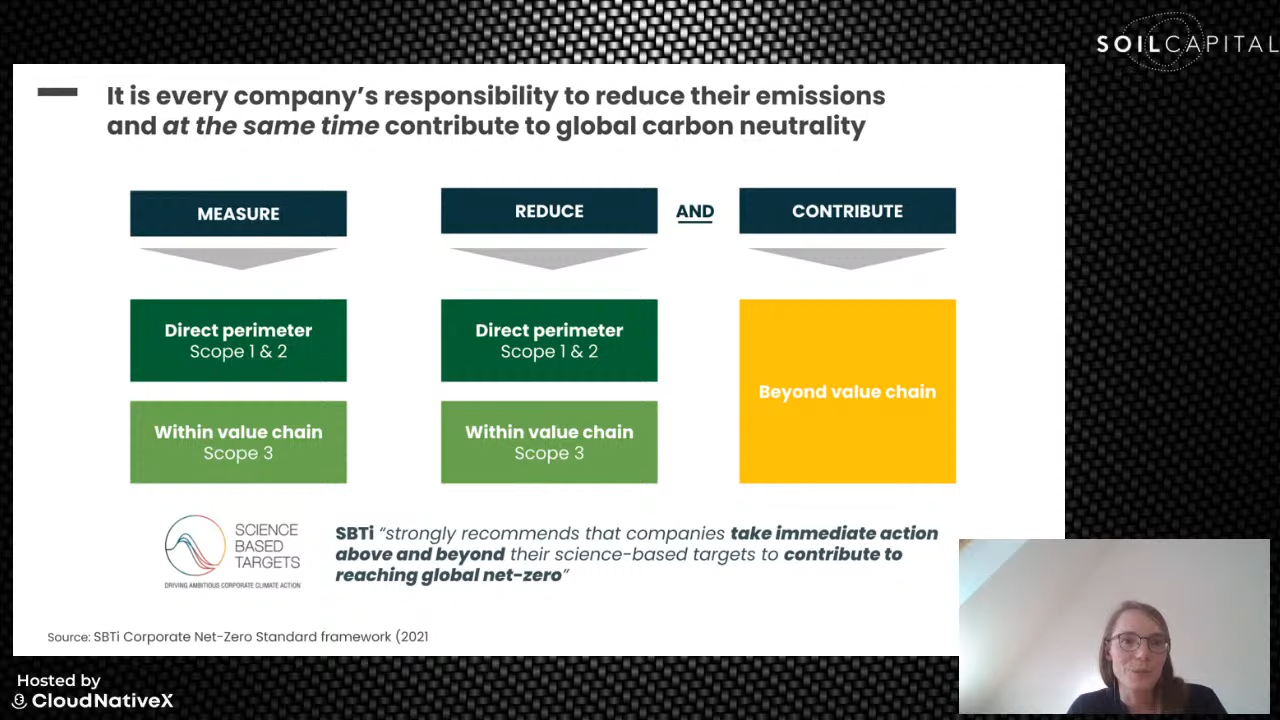 SOILCAPITAL
It is every company's responsibility to reduce their emissions
and at the same time contribute to global carbon neutrality
MEASURE
REDUCE
AND
CONTRIBUTE
Direct perimeter
Scope 1 & 2
Direct perimeter
Scope 1 & 2
Beyond value chain
Within value chain
Scope 3
Within value chain
Scope 3
SCIENCE
BASED
TARGETS
DRIVING AMBITIOUS CORPORATE CLIMATE ACTION
SBTi “strongly recommends that companies take immediate action
above and beyond their science-based targets to contribute to
reaching global net-zero”
Source: SBTi Corporate Net-Zero Standard framework (2021
Hosted by
CloudNativeX